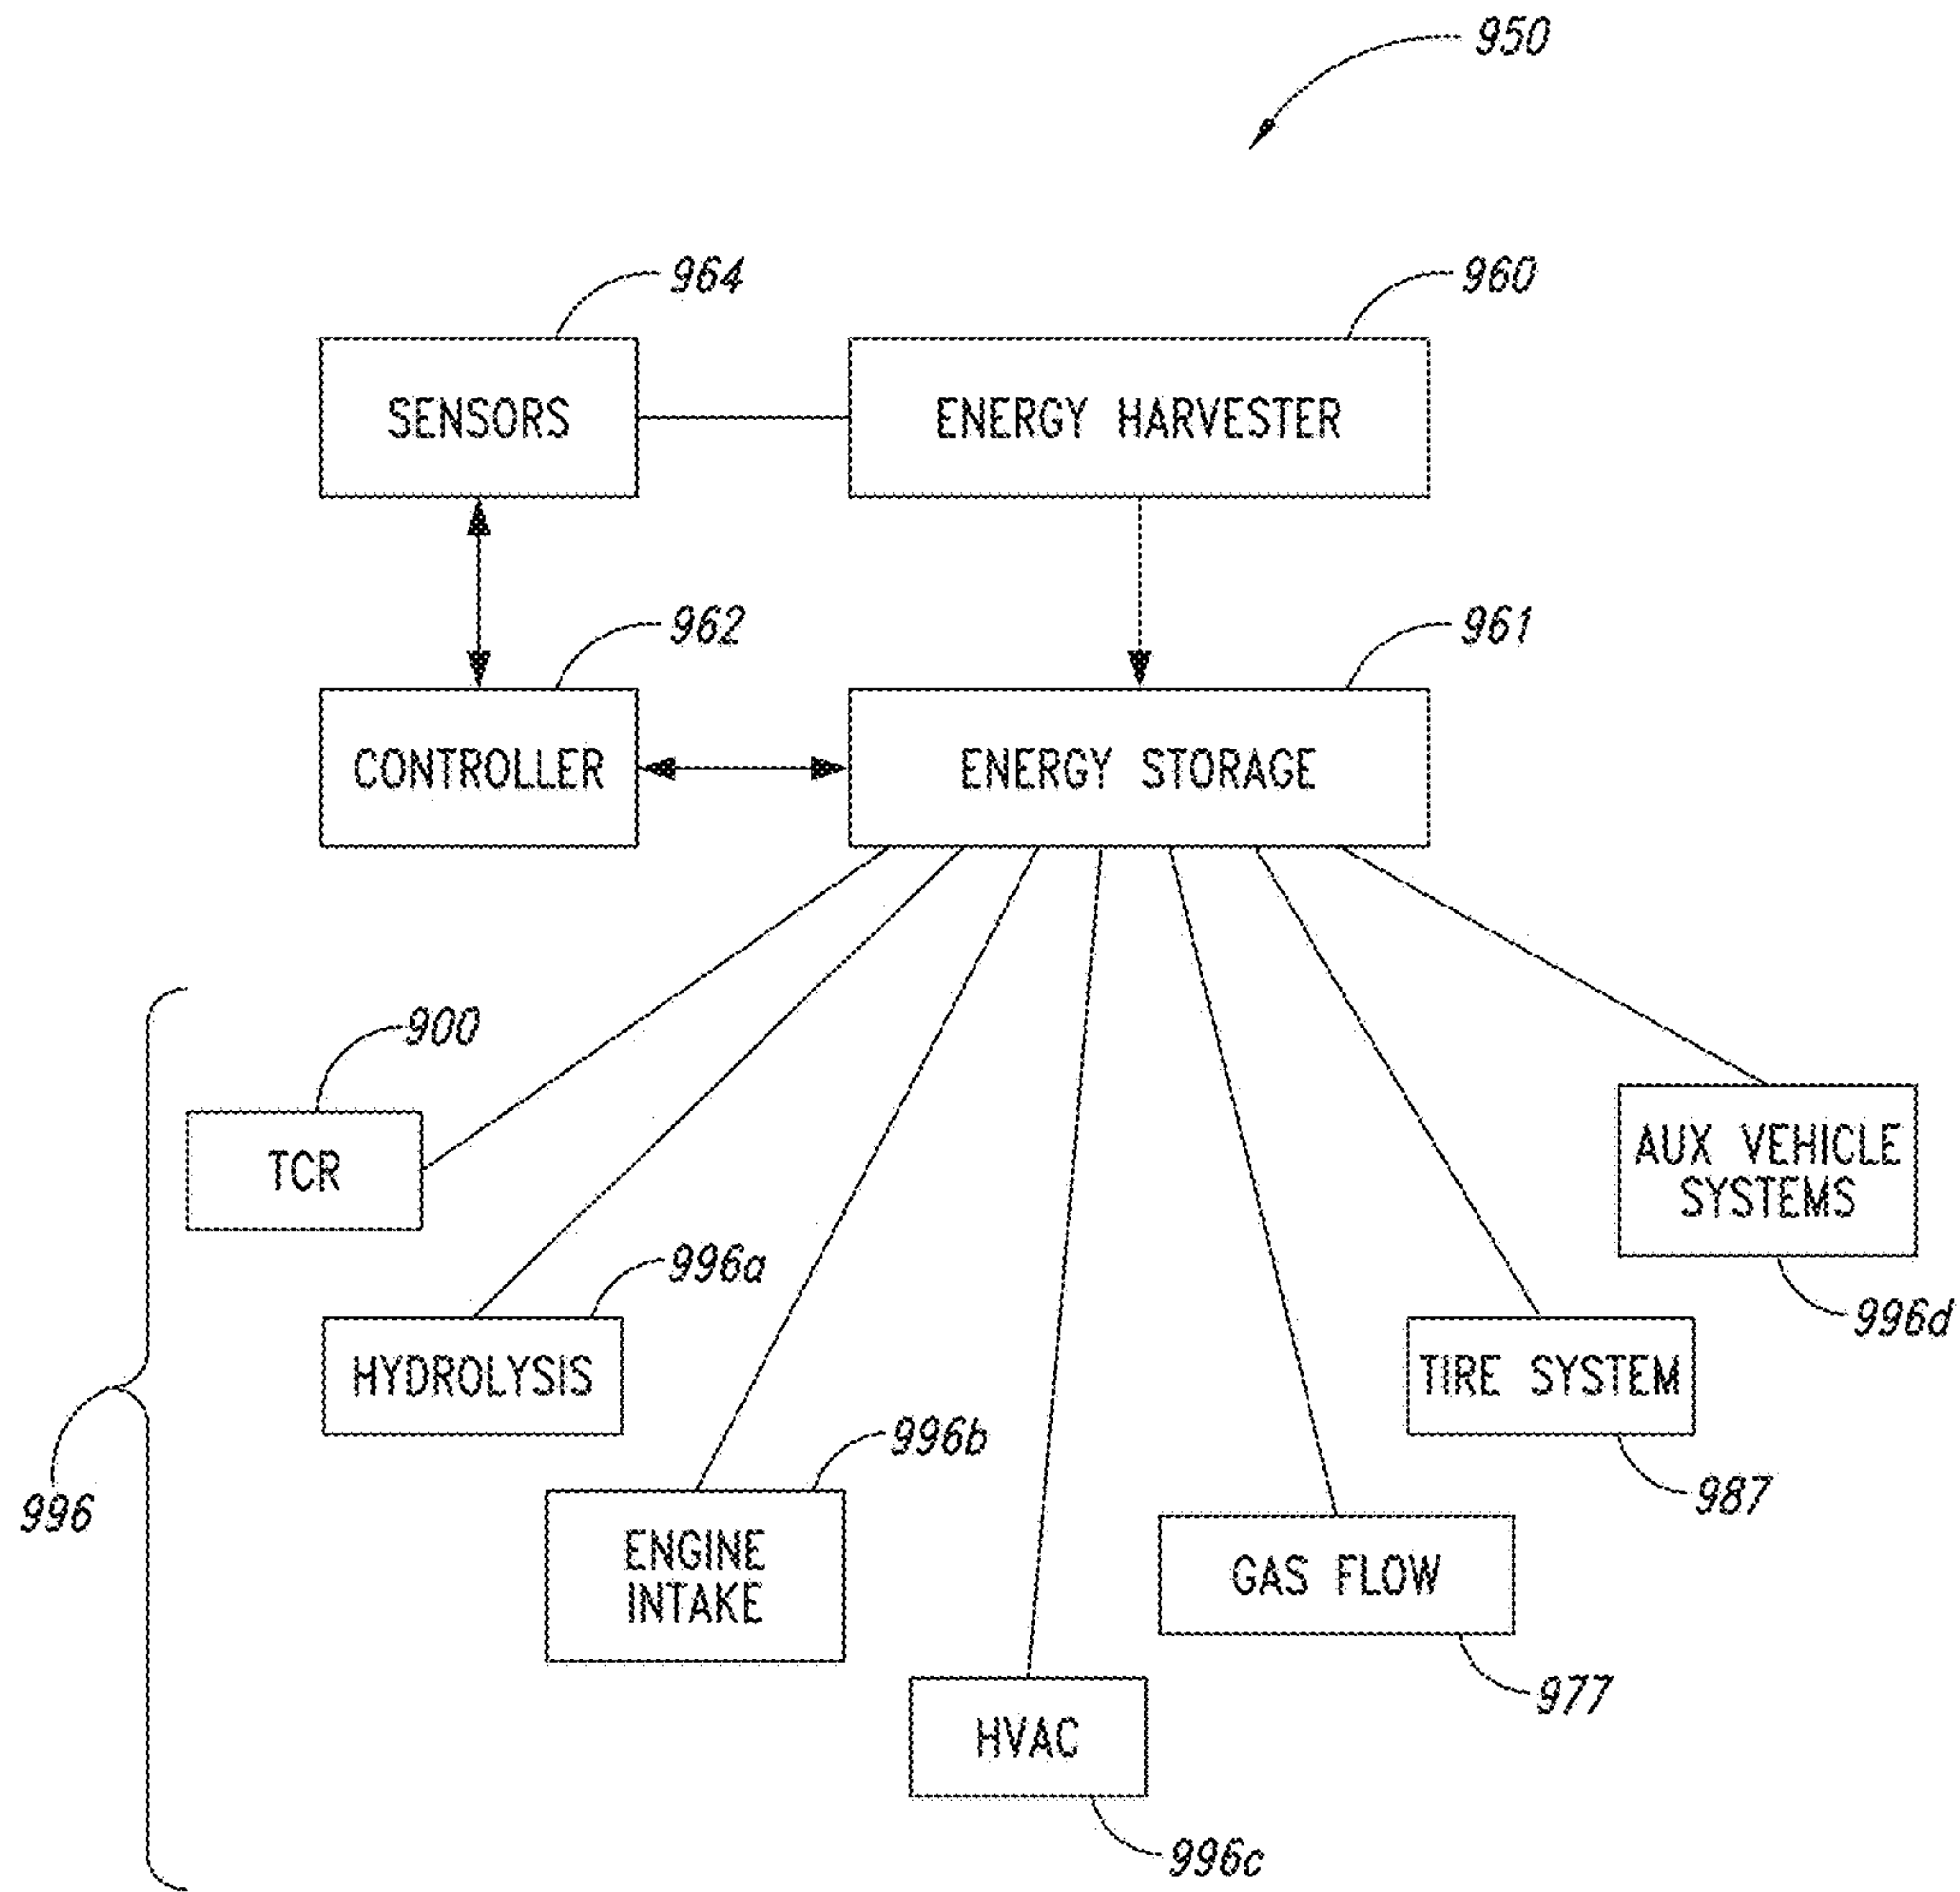 950
964
960
SENSORS
ENERGY HARVESTER
962
961
CONTROLLER
ENERGY STORAGE
900
TCR
AUX VEHICLE
SYSTEMS
996a
996d
HYDROLYSIS
TIRE SYSTEM
996b
987
996
ENGINE
INTAKE
GAS FLOW
977
HVAC
996c